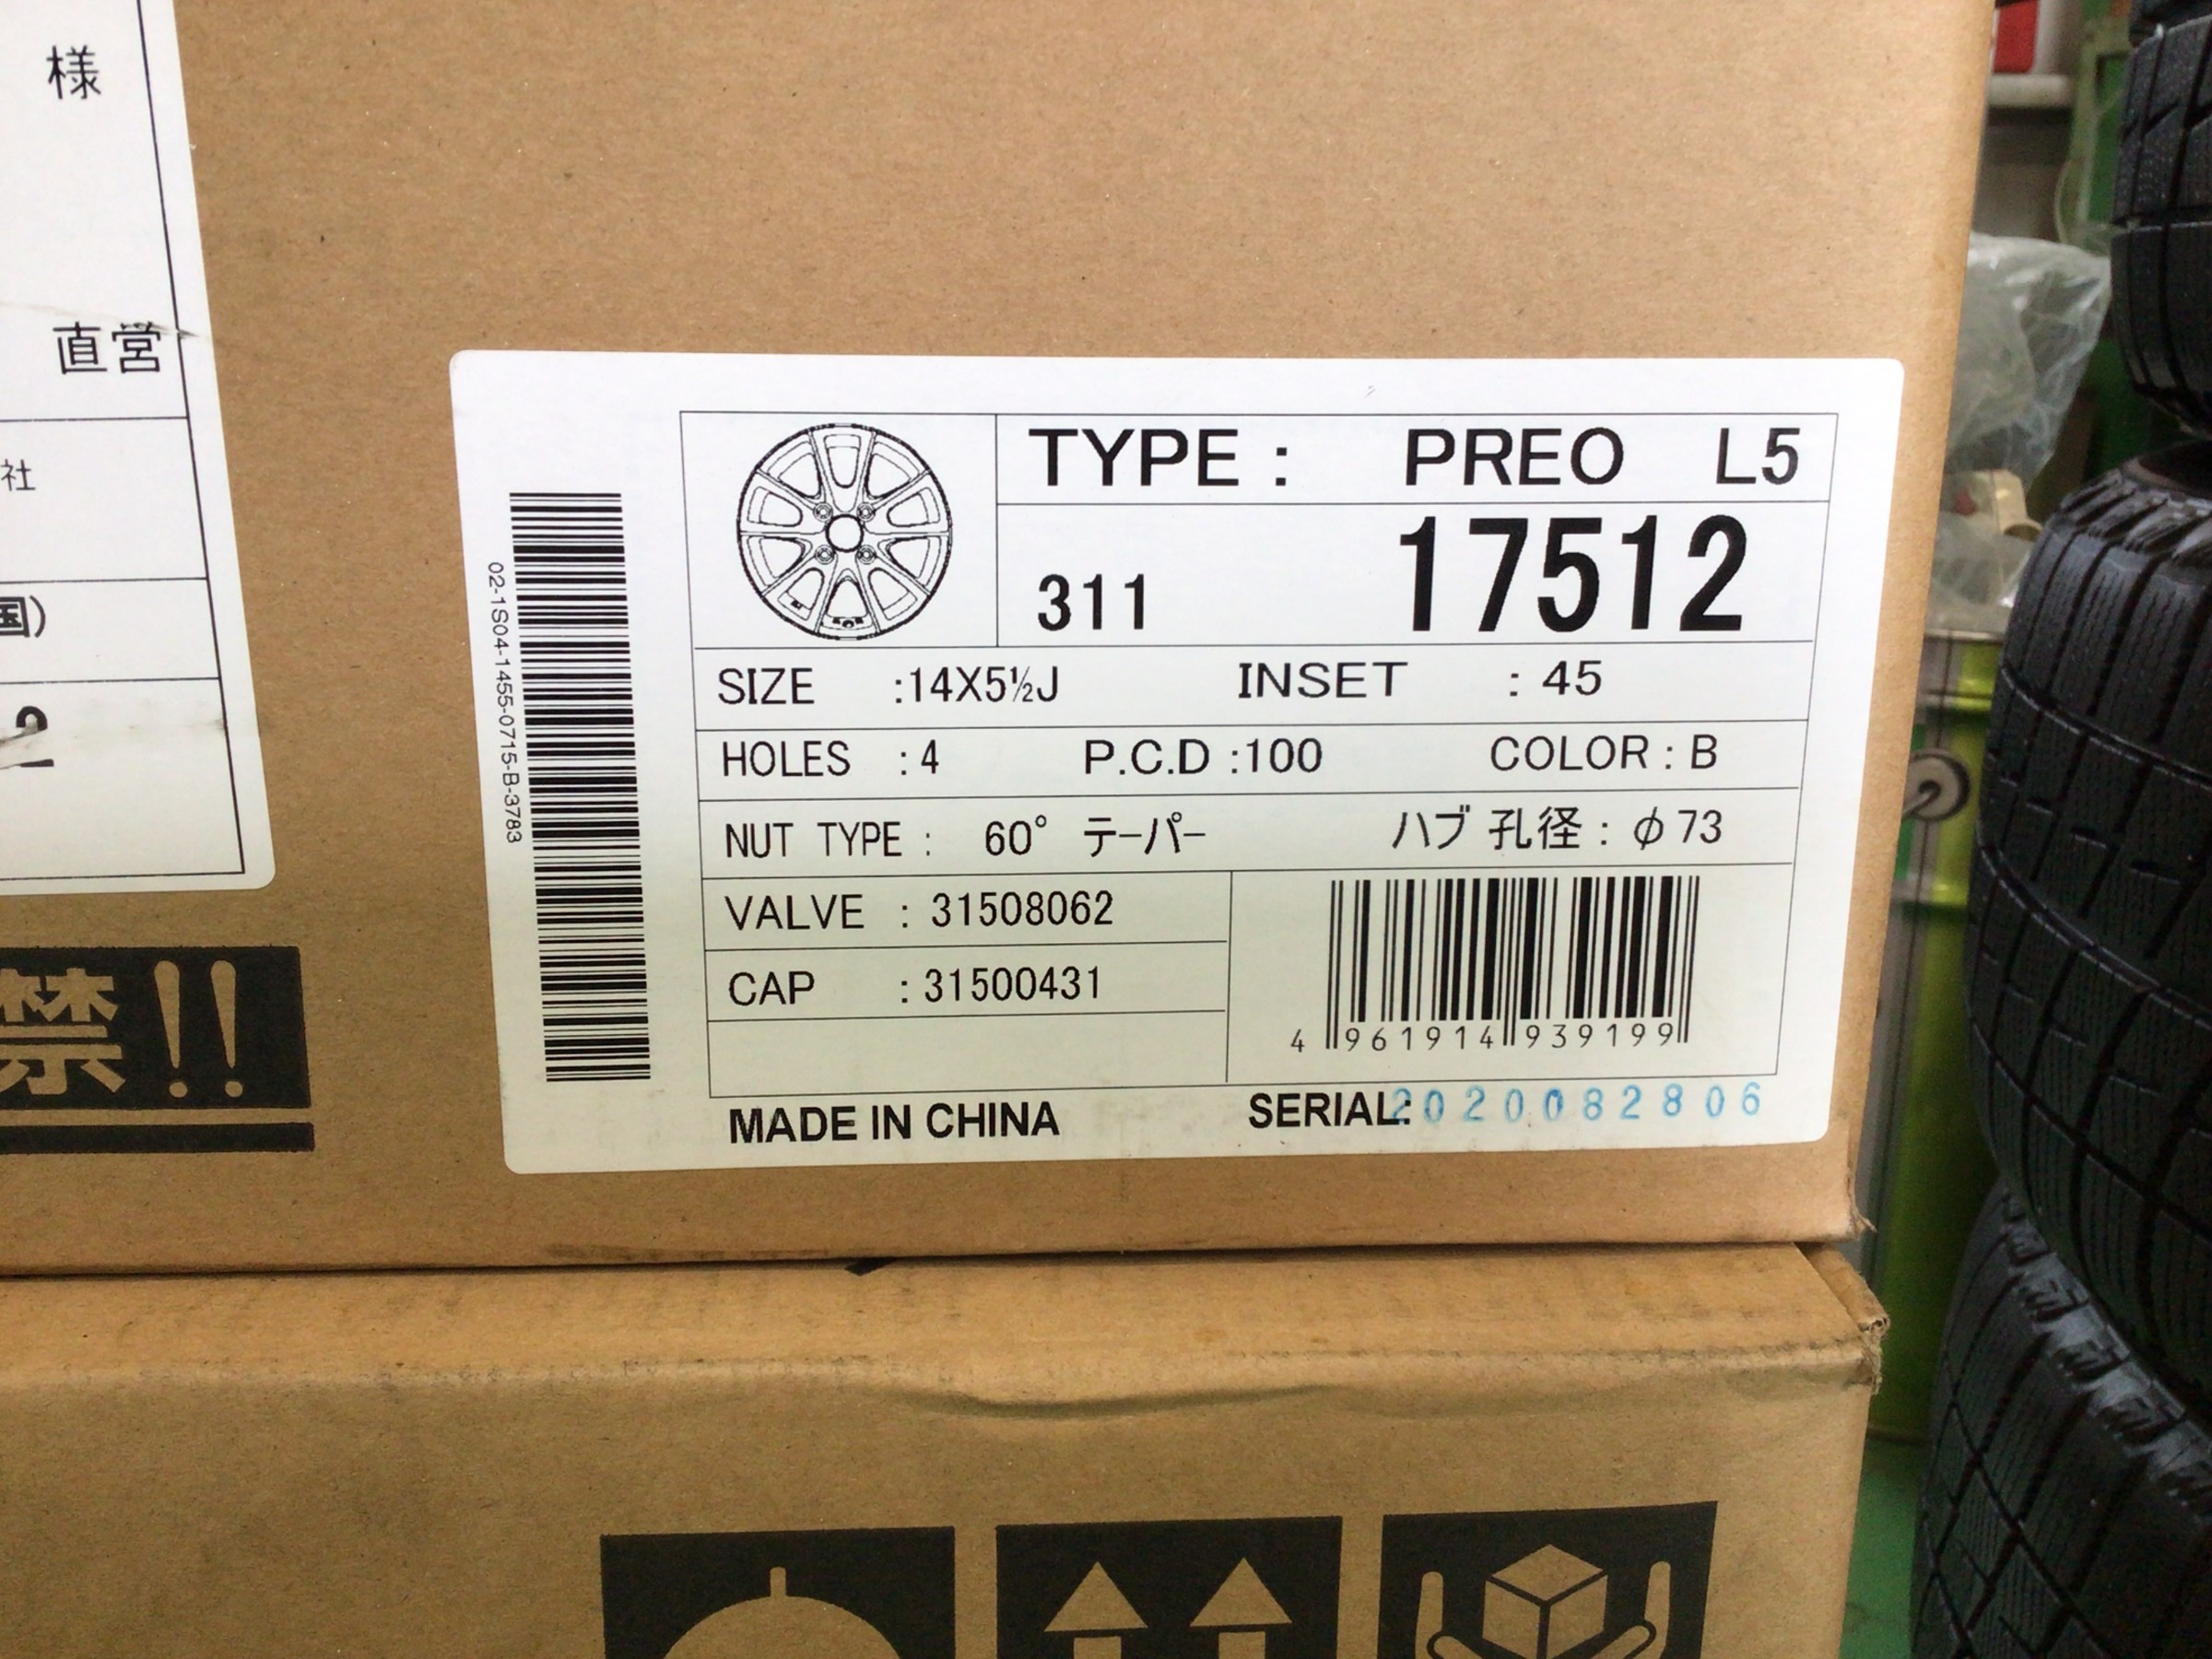 様
直営
社
国)
禁!!
TYPE : PREO L5
311 17512
SIZE :14X5½J INSET : 45
HOLES : 4 P.C.D :100 COLOR : B
NUT TYPE : 60° テーパー ハブ 孔径 : φ73
VALVE : 31508062
CAP : 31500431
4 961914 939199
MADE IN CHINA SERIAL: 2020082806
02-1S04-1455-0715-B-3783